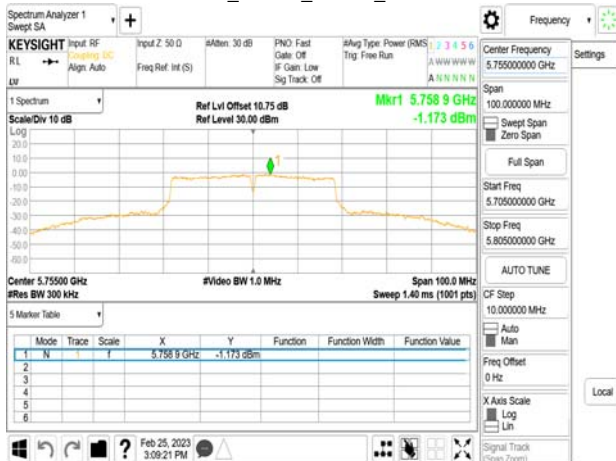 Spectrum Analyzer 1
Swept SA
+
Frequency
KEYSIGHT
Input: RF
Coupling: DC
Align: Auto
Input Z: 50 Ω
Freq Ref: Int (S)
#Atten: 30 dB
PNO: Fast
Gate: Off
IF Gain: Low
Sig Track: Off
#Avg Type: Power (RMS
Trig: Free Run
1 2 3 4 5 6
A W W W W W
A N N N N N
RL
LV
Center Frequency
5.755000000 GHz
Settings
Span
100.000000 MHz
Swept Span
Zero Span
Full Span
Start Freq
5.705000000 GHz
Stop Freq
5.805000000 GHz
AUTO TUNE
CF Step
10.000000 MHz
Auto
Man
Freq Offset
0 Hz
Local
X Axis Scale
Log
Lin
Signal Track
(Span Zoom)
1 Spectrum
Scale/Div 10 dB
Ref Lvl Offset 10.75 dB
Ref Level 30.00 dBm
Mkr1 5.758 9 GHz
-1.173 dBm
Log
20.0
10.0
0.00
-10.0
-20.0
-30.0
-40.0
-50.0
-60.0
1
Center 5.75500 GHz
#Res BW 300 kHz
#Video BW 1.0 MHz
Span 100.0 MHz
Sweep 1.40 ms (1001 pts)
5 Marker Table
Mode Trace Scale X Y Function Function Width Function Value
1 N 1 f 5.758 9 GHz -1.173 dBm
2
3
4
5
6
?
Feb 25, 2023
3:09:21 PM